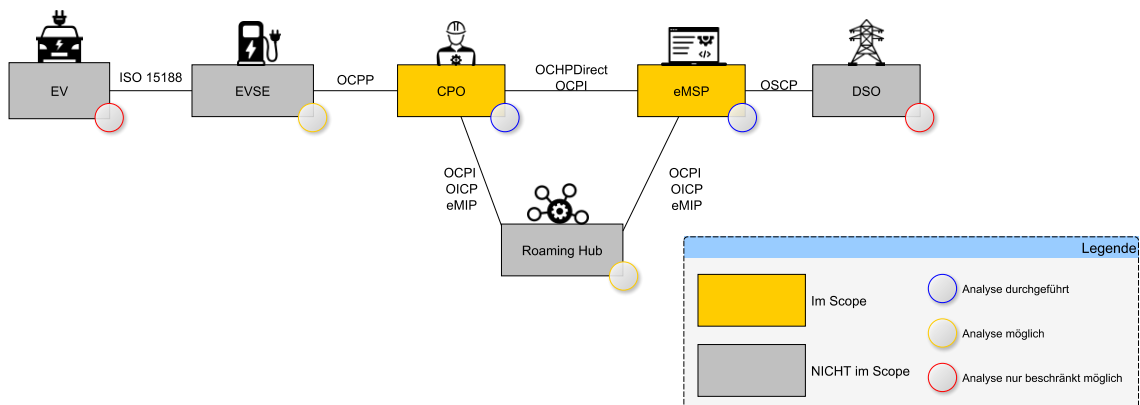 ISO 15188
OCPP
OCHPDirect
OCPI
OSCP
EV
EVSE
CPO
eMSP
DSO
OCPI
OICP
eMIP
OCPI
OICP
eMIP
Roaming Hub
Legende
Im Scope
NICHT im Scope
Analyse durchgeführt
Analyse möglich
Analyse nur beschränkt möglich